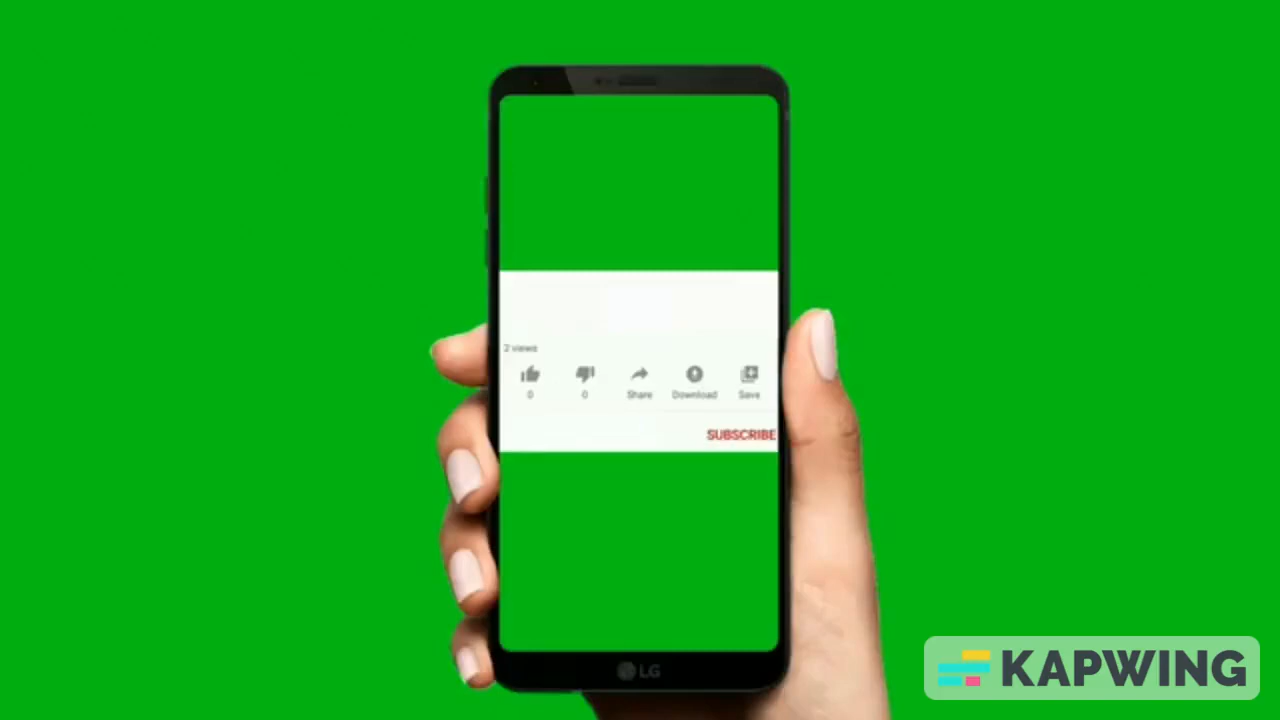 2 views
0 0 Share Download Save
SUBSCRIBE
LG
KAPWING